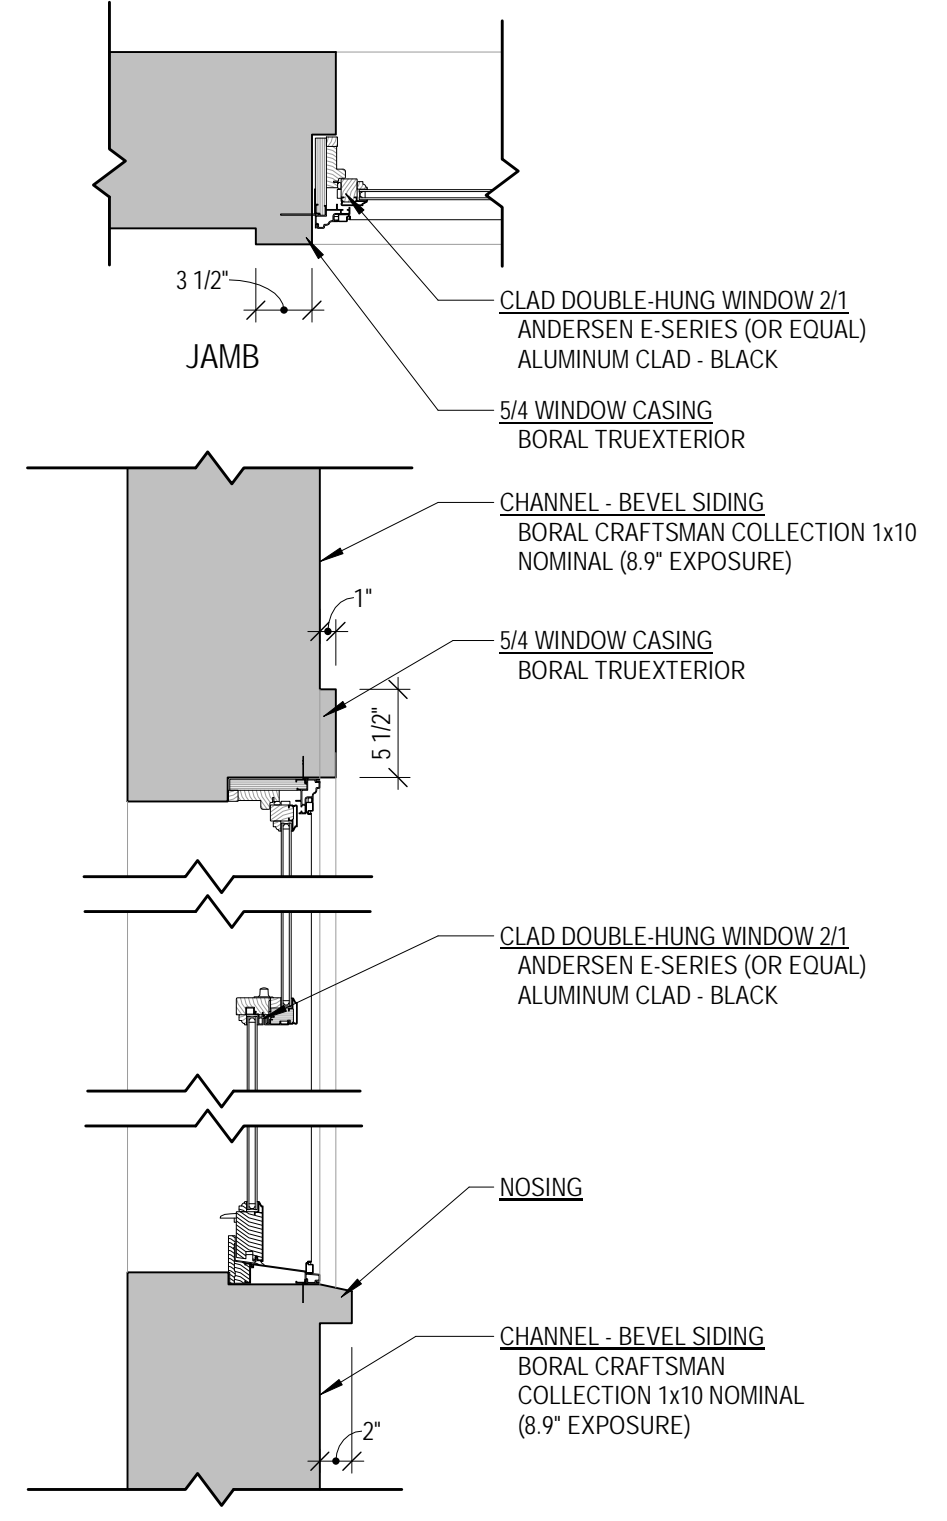 3 1/2"
JAMB
CLAD DOUBLE-HUNG WINDOW 2/1
ANDERSEN E-SERIES (OR EQUAL)
ALUMINUM CLAD - BLACK
5/4 WINDOW CASING
BORAL TRUEXTERIOR
CHANNEL - BEVEL SIDING
BORAL CRAFTSMAN COLLECTION 1x10
NOMINAL (8.9" EXPOSURE)
1"
5/4 WINDOW CASING
BORAL TRUEXTERIOR
5 1/2"
CLAD DOUBLE-HUNG WINDOW 2/1
ANDERSEN E-SERIES (OR EQUAL)
ALUMINUM CLAD - BLACK
NOSING
CHANNEL - BEVEL SIDING
BORAL CRAFTSMAN
COLLECTION 1x10 NOMINAL
(8.9" EXPOSURE)
2"